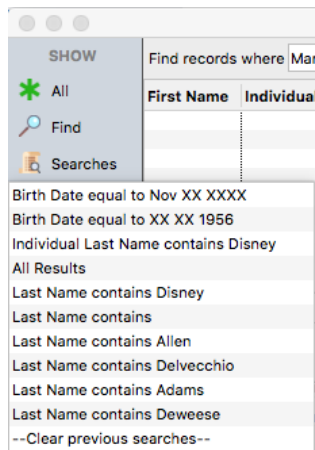 SHOW
Find records where Mar
All
First Name Individual
Find
Searches
Birth Date equal to Nov XX XXXX
Birth Date equal to XX XX 1956
Individual Last Name contains Disney
All Results
Last Name contains Disney
Last Name contains
Last Name contains Allen
Last Name contains Delvecchio
Last Name contains Adams
Last Name contains Deweese
--Clear previous searches--